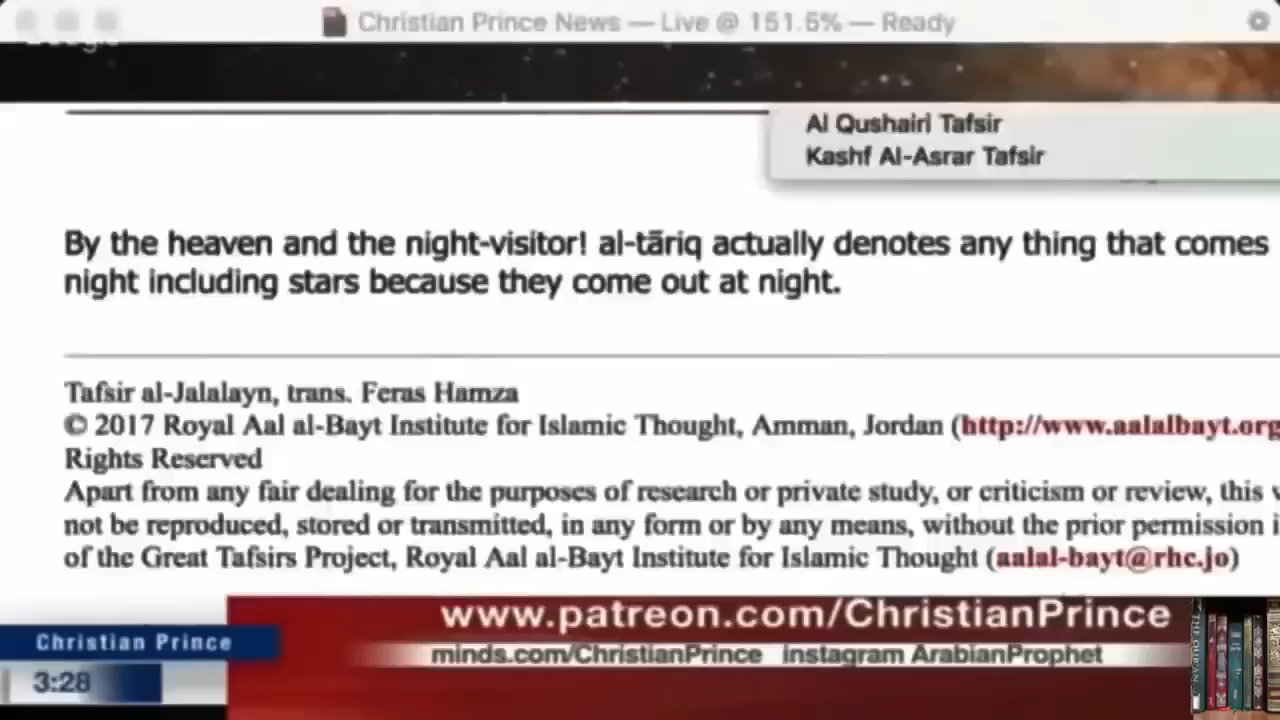 Christian Prince News — Live @ 151.5% — Ready
Google
Al Qushairi Tafsir
Kashf Al-Asrar Tafsir
By the heaven and the night-visitor! al-tāriq actually denotes any thing that comes
night including stars because they come out at night.
Tafsir al-Jalalayn, trans. Feras Hamza
© 2017 Royal Aal al-Bayt Institute for Islamic Thought, Amman, Jordan (http://www.aalalbayt.org
Rights Reserved
Apart from any fair dealing for the purposes of research or private study, or criticism or review, this
not be reproduced, stored or transmitted, in any form or by any means, without the prior permission
of the Great Tafsirs Project, Royal Aal al-Bayt Institute for Islamic Thought (aalal-bayt@rhc.jo)
www.patreon.com/ChristianPrince
Christian Prince
minds.com/ChristianPrince instagram ArabianProphet
3:28
THE QURAN